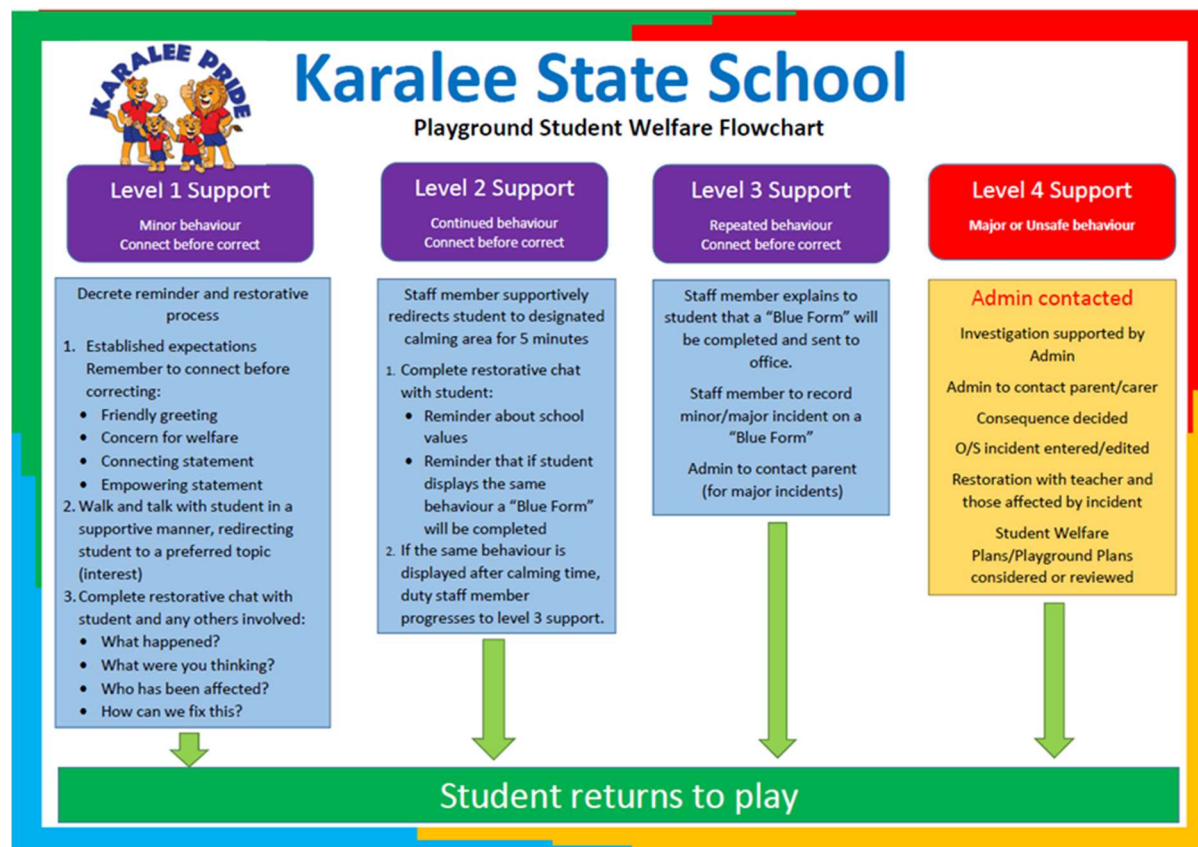 KARALEE PRIDE
Karalee State School
Playground Student Welfare Flowchart
Level 1 Support
Minor behaviour
Connect before correct
Decrete reminder and restorative
process
1. Established expectations
Remember to connect before
correcting:
• Friendly greeting
• Concern for welfare
• Connecting statement
• Empowering statement
2. Walk and talk with student in a
supportive manner, redirecting
student to a preferred topic
(interest)
3. Complete restorative chat with
student and any others involved:
• What happened?
• What were you thinking?
• Who has been affected?
• How can we fix this?
Level 2 Support
Continued behaviour
Connect before correct
Staff member supportively
redirects student to designated
calming area for 5 minutes
1. Complete restorative chat
with student:
• Reminder about school
values
• Reminder that if student
displays the same
behaviour a “Blue Form”
will be completed
2. If the same behaviour is
displayed after calming time,
duty staff member
progresses to level 3 support.
Level 3 Support
Repeated behaviour
Connect before correct
Staff member explains to
student that a “Blue Form” will
be completed and sent to
office.
Staff member to record
minor/major incident on a
“Blue Form”
Admin to contact parent
(for major incidents)
Level 4 Support
Major or Unsafe behaviour
Admin contacted
Investigation supported by
Admin
Admin to contact parent/carer
Consequence decided
O/S incident entered/edited
Restoration with teacher and
those affected by incident
Student Welfare
Plans/Playground Plans
considered or reviewed
Student returns to play